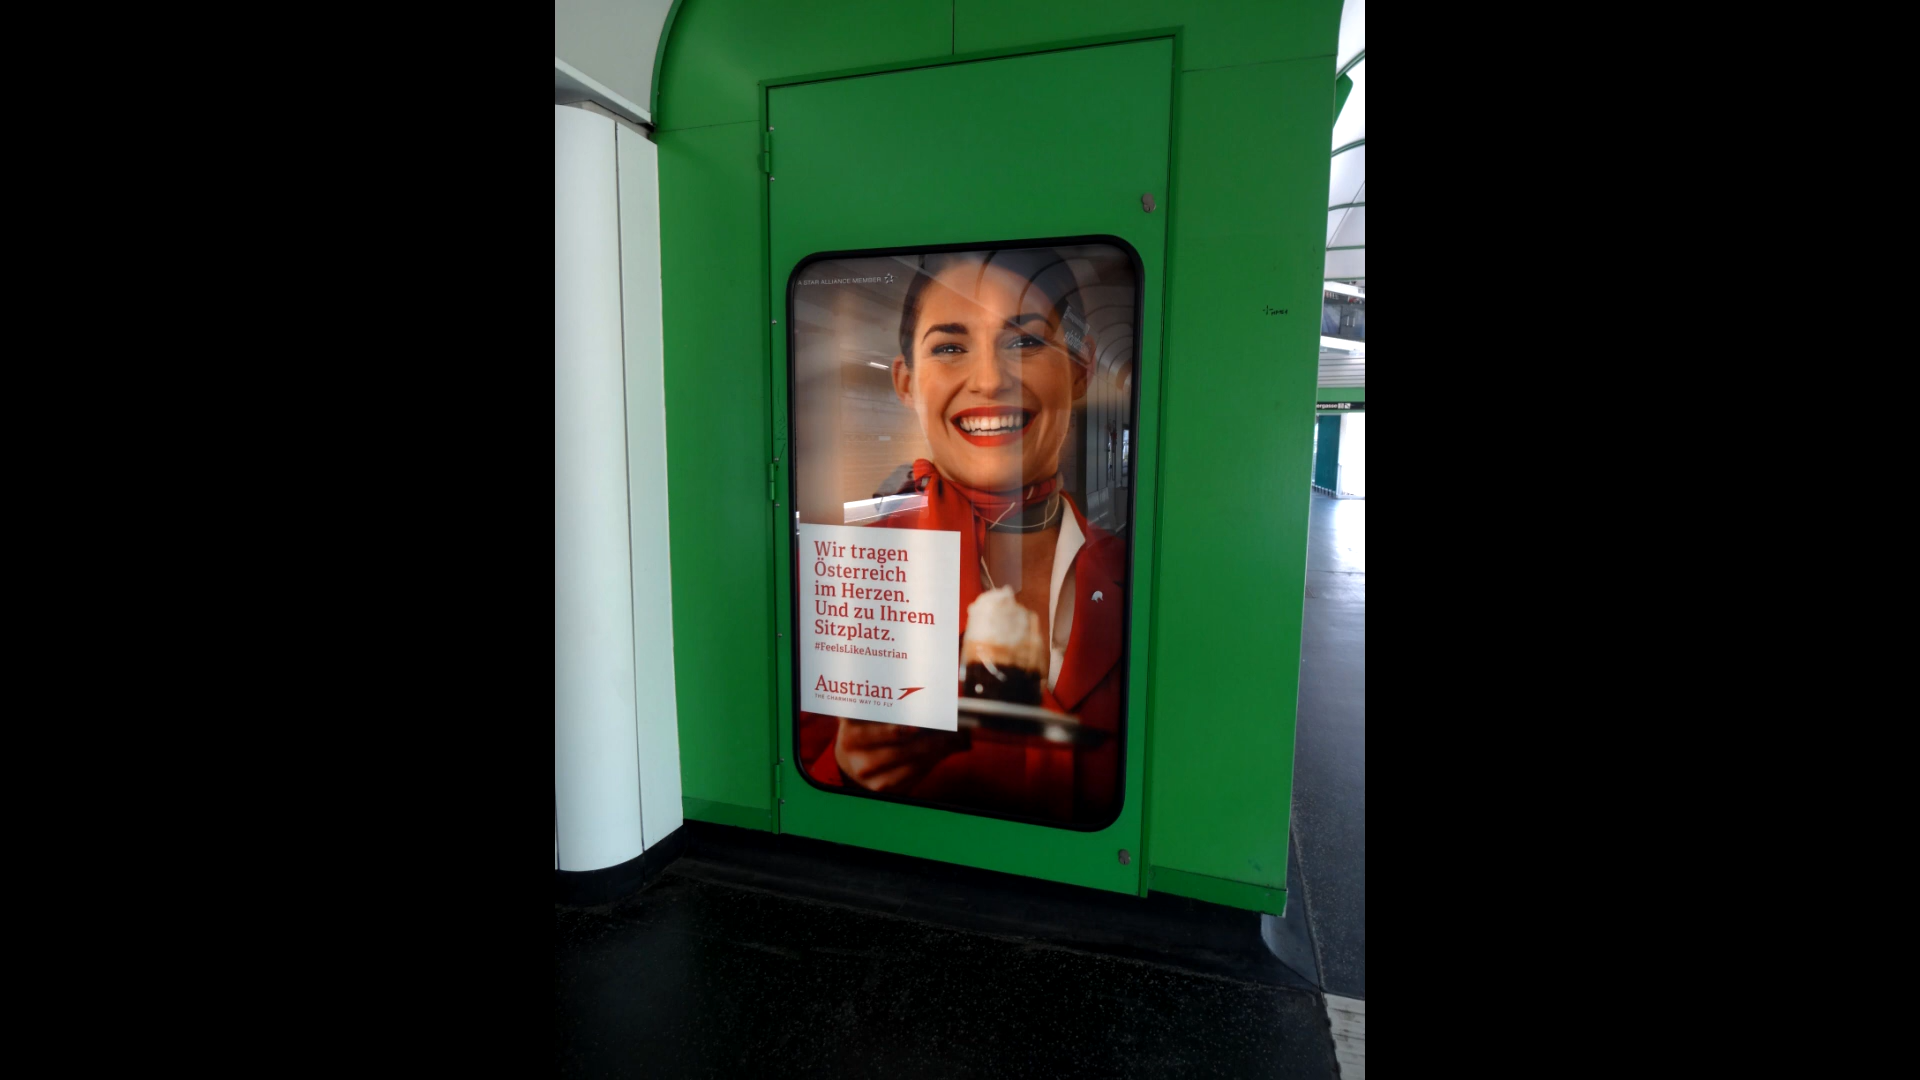 A STAR ALLIANCE MEMBER
Wir tragen
Österreich
im Herzen.
Und zu Ihrem
Sitzplatz.
#FeelsLikeAustrian
Austrian
THE CHARMING WAY TO FLY